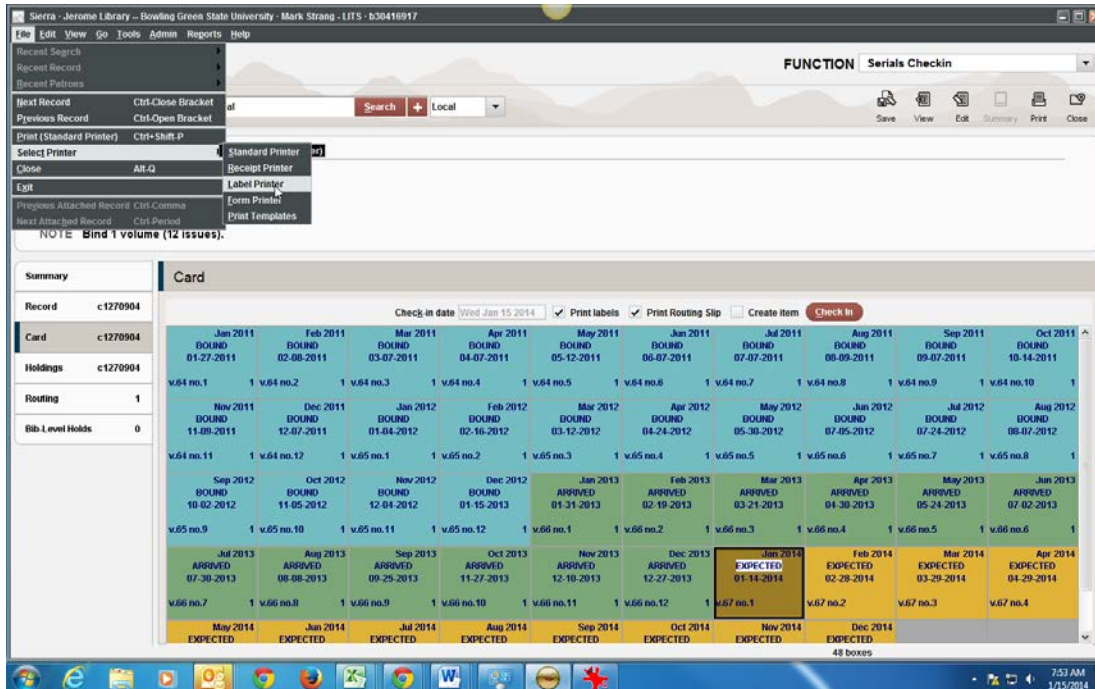 Sierra - Jerome Library -- Bowling Green State University - Mark Strang - LITS - b30416917
File Edit View Go Tools Admin Reports Help
Recent Search
Recent Record
Recent Patrons
Next Record Ctrl-Close Bracket
Previous Record Ctrl-Open Bracket
Print (Standard Printer) Ctrl+Shift-P
Select Printer
Close Alt-Q
Exit
Previous Attached Record Ctrl-Comma
Next Attached Record Ctrl-Period
Standard Printer
Receipt Printer
Label Printer
Form Printer
Print Templates
FUNCTION Serials Checkin
al Search + Local
Save View Edit Summary Print Close
er)
NOTE Bind 1 volume (12 issues).
Summary
Record c1270904
Card c1270904
Holdings c1270904
Routing 1
Bib-Level Holds 0
Card
Check-in date Wed Jan 15 2014 Print labels Print Routing Slip Create item Check In
Jan 2011 Feb 2011 Mar 2011 Apr 2011 May 2011 Jun 2011 Jul 2011 Aug 2011 Sep 2011 Oct 2011
BOUND BOUND BOUND BOUND BOUND BOUND BOUND BOUND BOUND BOUND
01-27-2011 02-08-2011 03-07-2011 04-07-2011 05-12-2011 06-07-2011 07-07-2011 08-09-2011 09-07-2011 10-14-2011
v.64 no.1 1 v.64 no.2 1 v.64 no.3 1 v.64 no.4 1 v.64 no.5 1 v.64 no.6 1 v.64 no.7 1 v.64 no.8 1 v.64 no.9 1 v.64 no.10 1
Nov 2011 Dec 2011 Jan 2012 Feb 2012 Mar 2012 Apr 2012 May 2012 Jun 2012 Jul 2012 Aug 2012
BOUND BOUND BOUND BOUND BOUND BOUND BOUND BOUND BOUND BOUND
11-09-2011 12-07-2011 01-04-2012 02-16-2012 03-12-2012 04-24-2012 05-30-2012 07-05-2012 07-24-2012 08-07-2012
v.64 no.11 1 v.64 no.12 1 v.65 no.1 1 v.65 no.2 1 v.65 no.3 1 v.65 no.4 1 v.65 no.5 1 v.65 no.6 1 v.65 no.7 1 v.65 no.8 1
Sep 2012 Oct 2012 Nov 2012 Dec 2012 Jan 2013 Feb 2013 Mar 2013 Apr 2013 May 2013 Jun 2013
BOUND BOUND BOUND BOUND ARRIVED ARRIVED ARRIVED ARRIVED ARRIVED ARRIVED
10-02-2012 11-05-2012 12-04-2012 01-15-2013 01-31-2013 02-19-2013 03-21-2013 04-30-2013 05-24-2013 07-02-2013
v.65 no.9 1 v.65 no.10 1 v.65 no.11 1 v.65 no.12 1 v.66 no.1 1 v.66 no.2 1 v.66 no.3 1 v.66 no.4 1 v.66 no.5 1 v.66 no.6 1
Jul 2013 Aug 2013 Sep 2013 Oct 2013 Nov 2013 Dec 2013 Jan 2014 Feb 2014 Mar 2014 Apr 2014
ARRIVED ARRIVED ARRIVED ARRIVED ARRIVED ARRIVED EXPECTED EXPECTED EXPECTED EXPECTED
07-30-2013 08-08-2013 09-25-2013 11-27-2013 12-10-2013 12-27-2013 01-14-2014 02-28-2014 03-29-2014 04-29-2014
v.66 no.7 1 v.66 no.8 1 v.66 no.9 1 v.66 no.10 1 v.66 no.11 1 v.66 no.12 1 v.67 no.1 v.67 no.2 v.67 no.3 v.67 no.4
May 2014 Jun 2014 Jul 2014 Aug 2014 Sep 2014 Oct 2014 Nov 2014 Dec 2014
EXPECTED EXPECTED EXPECTED EXPECTED EXPECTED EXPECTED EXPECTED EXPECTED
48 boxes
7:53 AM
1/15/2014